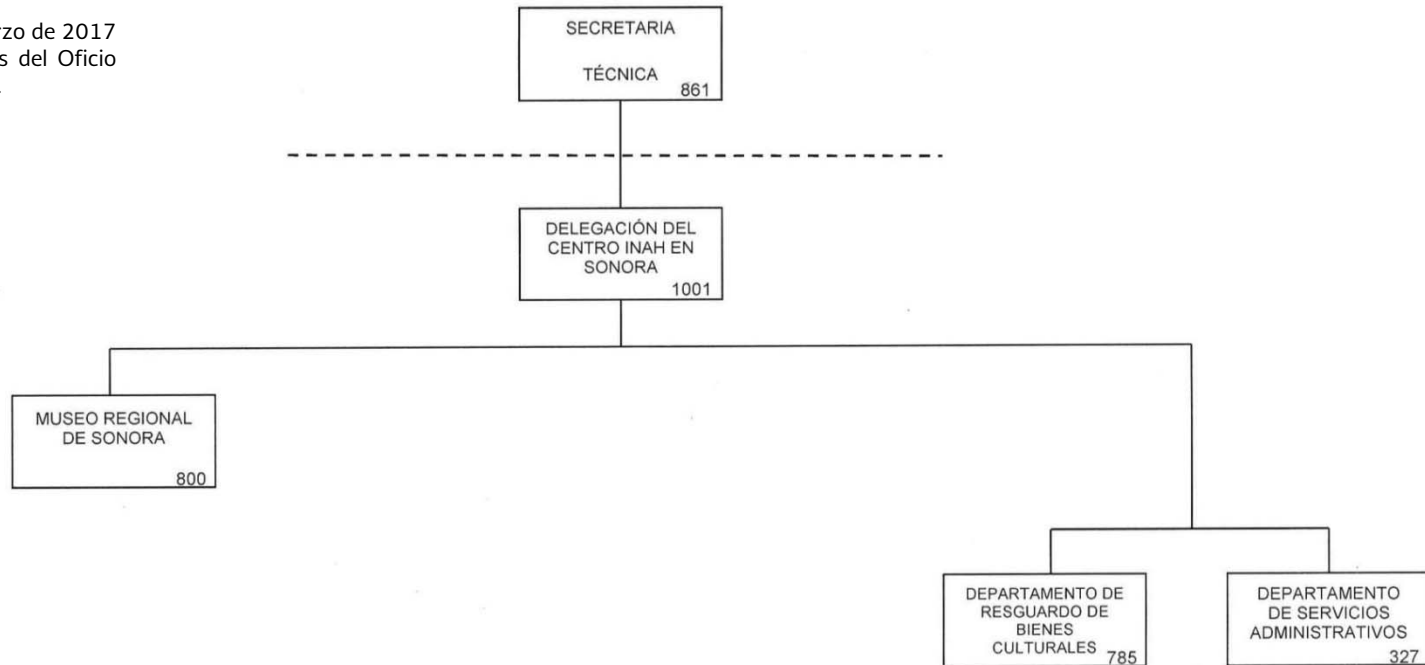 de 2017
del Oficio
SECRETARIA
TÉCNICA
861
DELEGACIÓN DEL
CENTRO INAH EN
SONORA
1001
MUSEO REGIONAL
DE SONORA
800
DEPARTAMENTO DE
RESGUARDO DE
BIENES
CULTURALES
785
DEPARTAMENTO
DE SERVICIOS
ADMINISTRATIVOS
327